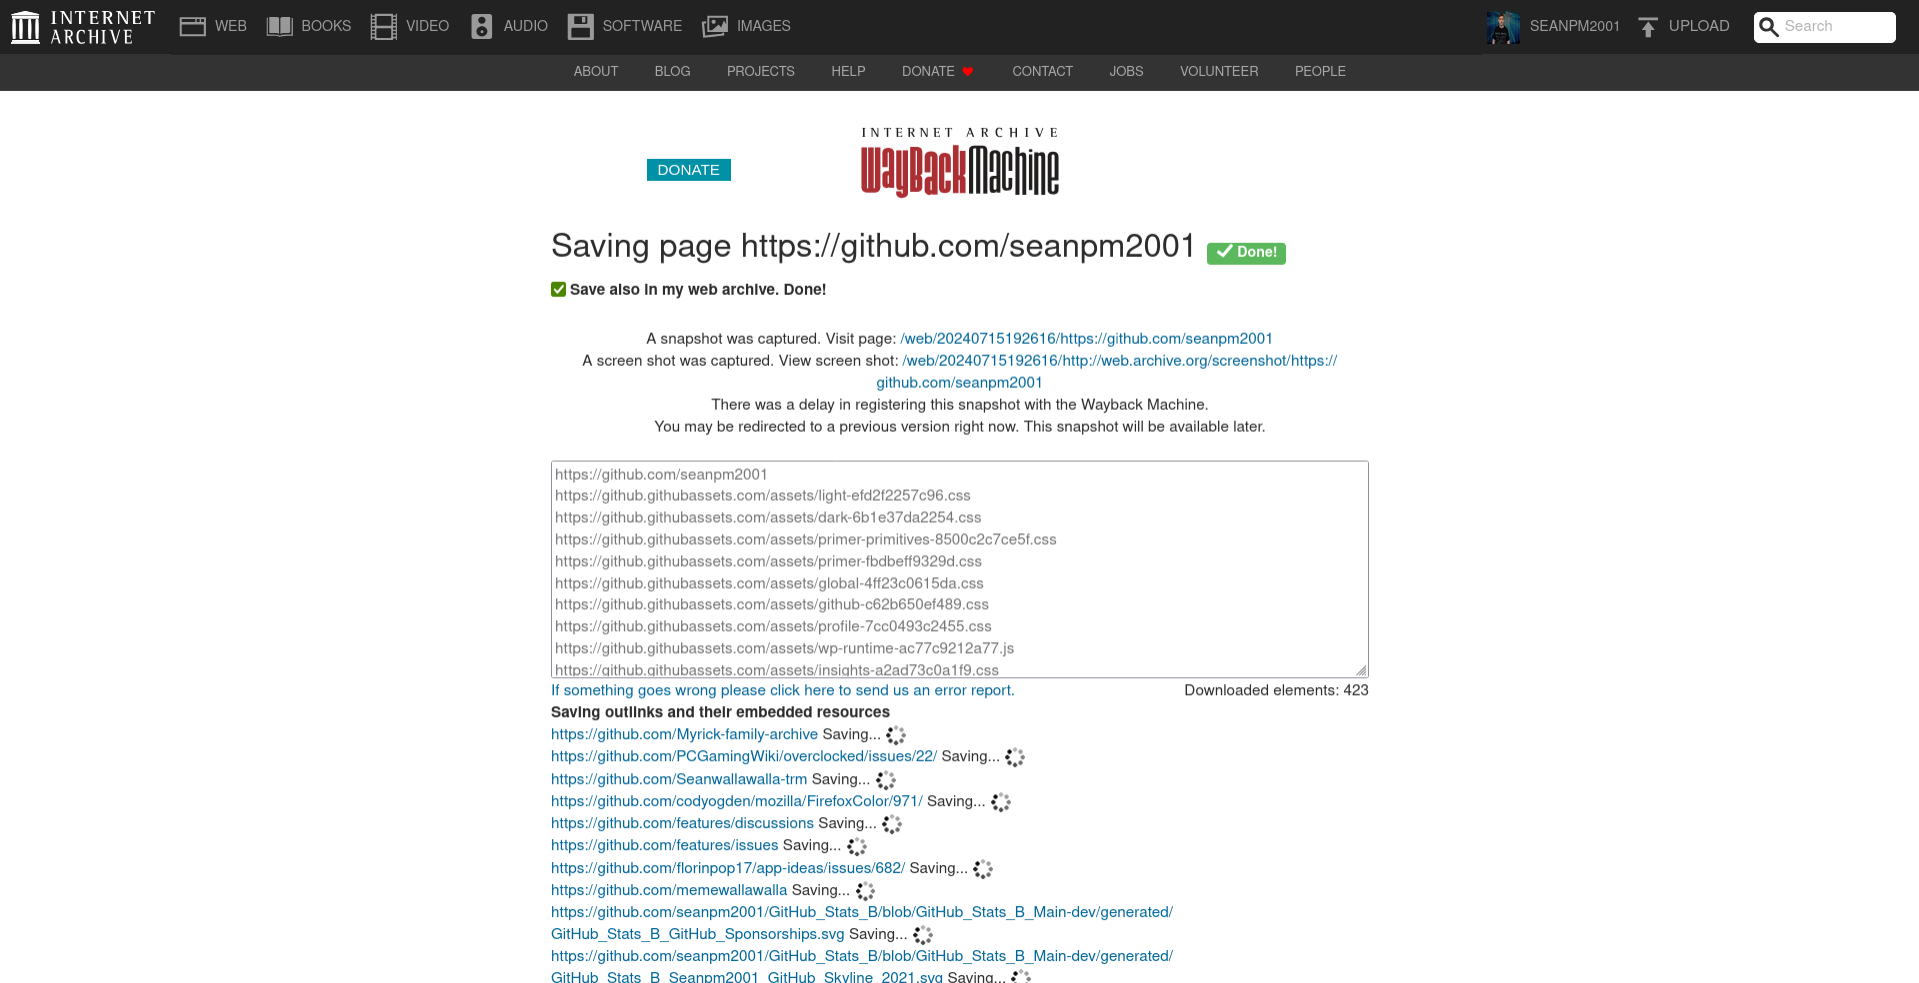 INTERNET ARCHIVE
WEB BOOKS VIDEO AUDIO SOFTWARE IMAGES SEANPM2001 UPLOAD Search
ABOUT BLOG PROJECTS HELP DONATE CONTACT JOBS VOLUNTEER PEOPLE
INTERNET ARCHIVE
WayBackMachine
DONATE
Saving page https://github.com/seanpm2001 Done!
Save also in my web archive. Done!
A snapshot was captured. Visit page: /web/20240715192616/https://github.com/seanpm2001
A screen shot was captured. View screen shot: /web/20240715192616/http://web.archive.org/screenshot/https://
github.com/seanpm2001
There was a delay in registering this snapshot with the Wayback Machine.
You may be redirected to a previous version right now. This snapshot will be available later.
https://github.com/seanpm2001
https://github.githubassets.com/assets/light-efd2f2257c96.css
https://github.githubassets.com/assets/dark-6b1e37da2254.css
https://github.githubassets.com/assets/primer-primitives-8500c2c7ce5f.css
https://github.githubassets.com/assets/primer-fbdbeff9329d.css
https://github.githubassets.com/assets/global-4ff23c0615da.css
https://github.githubassets.com/assets/github-c62b650ef489.css
https://github.githubassets.com/assets/profile-7cc0493c2455.css
https://github.githubassets.com/assets/wp-runtime-ac77c9212a77.js
https://github.githubassets.com/assets/insights-a2ad73c0a1f9.css
If something goes wrong please click here to send us an error report. Downloaded elements: 423
Saving outlinks and their embedded resources
https://github.com/Myrick-family-archive Saving...
https://github.com/PCGamingWiki/overclocked/issues/22/ Saving...
https://github.com/Seanwallawalla-trm Saving...
https://github.com/codyogden/mozilla/FirefoxColor/971/ Saving...
https://github.com/features/discussions Saving...
https://github.com/features/issues Saving...
https://github.com/florinpop17/app-ideas/issues/682/ Saving...
https://github.com/memewallawalla Saving...
https://github.com/seanpm2001/GitHub_Stats_B/blob/GitHub_Stats_B_Main-dev/generated/
GitHub_Stats_B_GitHub_Sponsorships.svg Saving...
https://github.com/seanpm2001/GitHub_Stats_B/blob/GitHub_Stats_B_Main-dev/generated/
GitHub_Stats_B_Seanpm2001_GitHub_Skyline_2021.svg Saving...